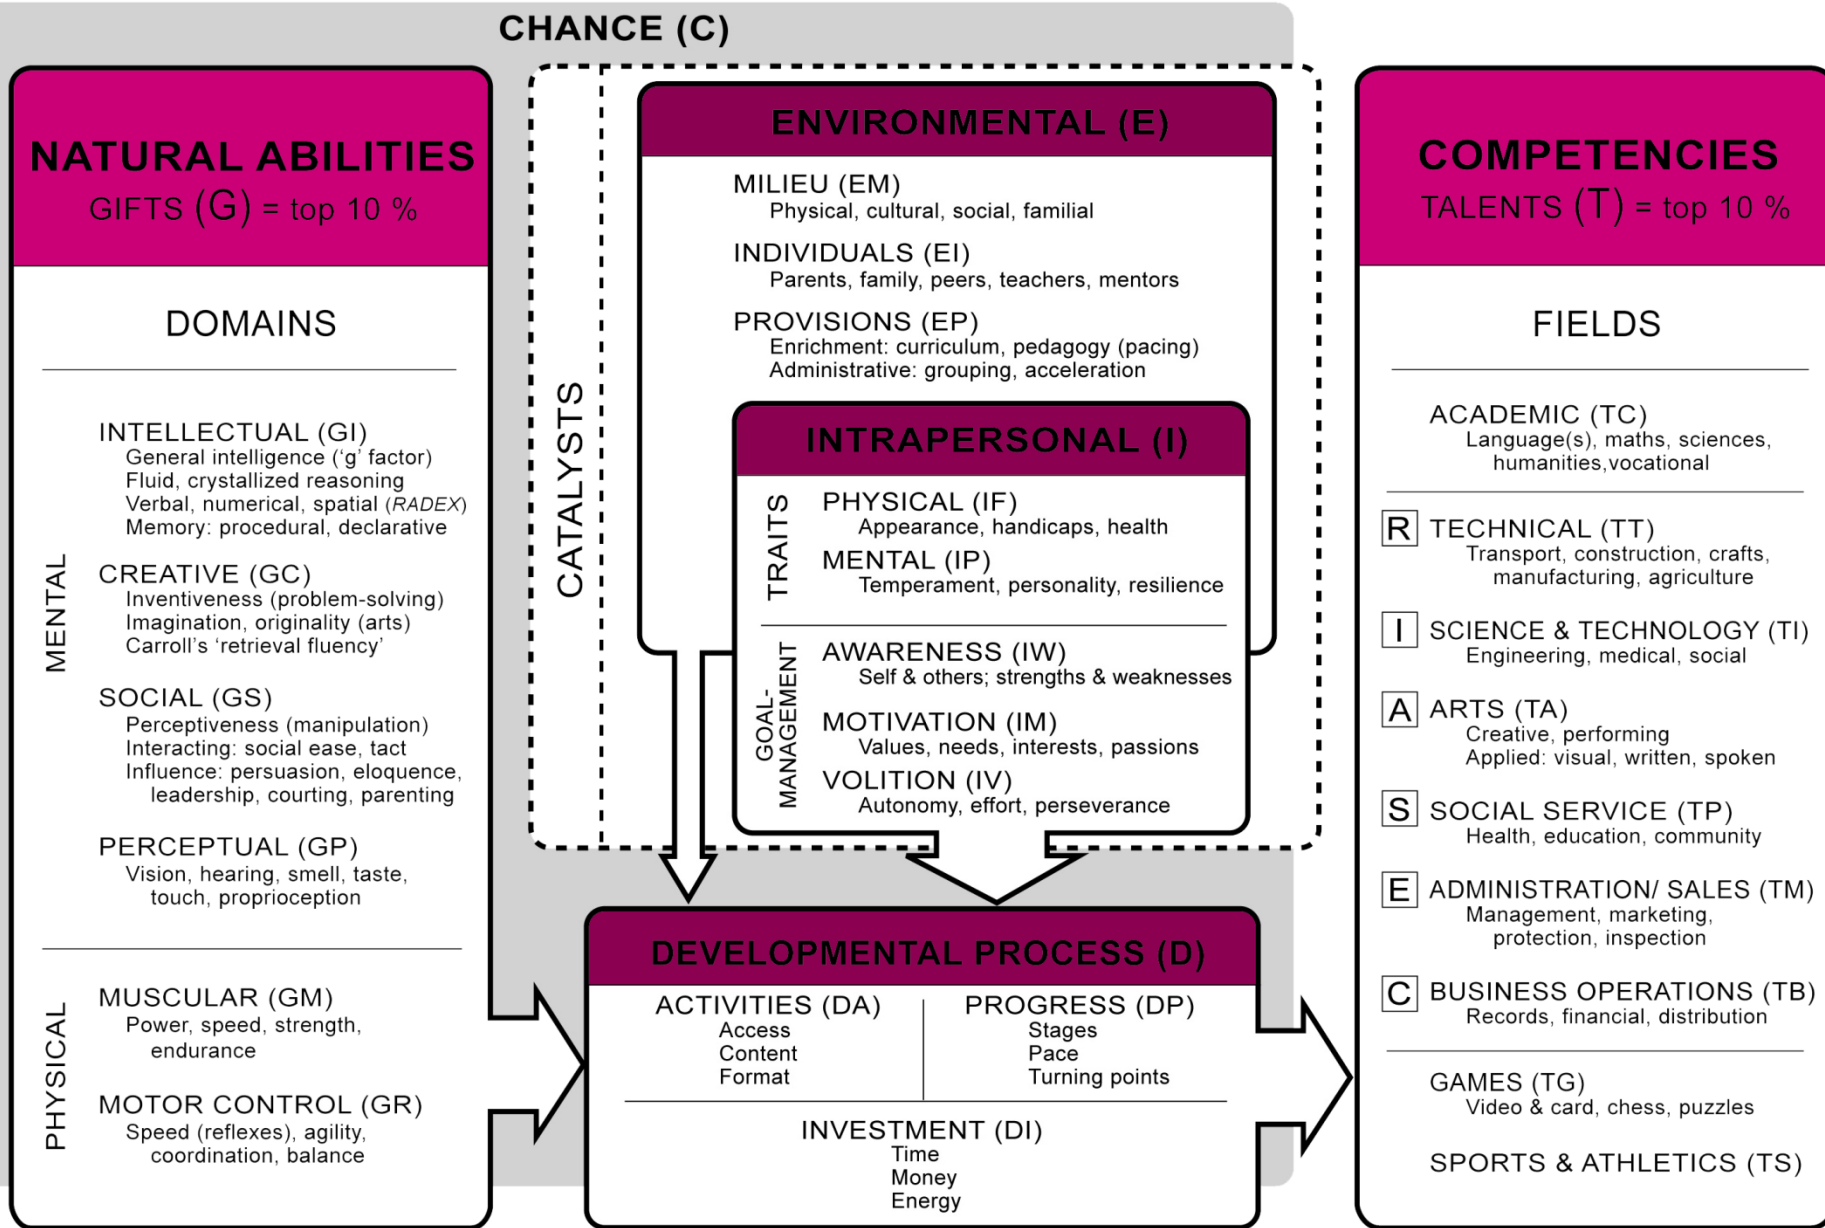 CHANCE (C)
NATURAL ABILITIES
GIFTS (G) = top 10 %
DOMAINS
MENTAL
INTELLECTUAL (GI)
General intelligence (‘g’ factor)
Fluid, crystallized reasoning
Verbal, numerical, spatial (RADEX)
Memory: procedural, declarative
CREATIVE (GC)
Inventiveness (problem-solving)
Imagination, originality (arts)
Carroll’s ‘retrieval fluency’
SOCIAL (GS)
Perceptiveness (manipulation)
Interacting: social ease, tact
Influence: persuasion, eloquence,
leadership, courting, parenting
PERCEPTUAL (GP)
Vision, hearing, smell, taste,
touch, proprioception
PHYSICAL
MUSCULAR (GM)
Power, speed, strength,
endurance
MOTOR CONTROL (GR)
Speed (reflexes), agility,
coordination, balance
CATALYSTS
ENVIRONMENTAL (E)
MILIEU (EM)
Physical, cultural, social, familial
INDIVIDUALS (EI)
Parents, family, peers, teachers, mentors
PROVISIONS (EP)
Enrichment: curriculum, pedagogy (pacing)
Administrative: grouping, acceleration
INTRAPERSONAL (I)
TRAITS
PHYSICAL (IF)
Appearance, handicaps, health
MENTAL (IP)
Temperament, personality, resilience
GOAL-
MANAGEMENT
AWARENESS (IW)
Self & others; strengths & weaknesses
MOTIVATION (IM)
Values, needs, interests, passions
VOLITION (IV)
Autonomy, effort, perseverance
DEVELOPMENTAL PROCESS (D)
ACTIVITIES (DA)
Access
Content
Format
PROGRESS (DP)
Stages
Pace
Turning points
INVESTMENT (DI)
Time
Money
Energy
COMPETENCIES
TALENTS (T) = top 10 %
FIELDS
ACADEMIC (TC)
Language(s), maths, sciences,
humanities,vocational
R TECHNICAL (TT)
Transport, construction, crafts,
manufacturing, agriculture
I SCIENCE & TECHNOLOGY (TI)
Engineering, medical, social
A ARTS (TA)
Creative, performing
Applied: visual, written, spoken
S SOCIAL SERVICE (TP)
Health, education, community
E ADMINISTRATION/ SALES (TM)
Management, marketing,
protection, inspection
C BUSINESS OPERATIONS (TB)
Records, financial, distribution
GAMES (TG)
Video & card, chess, puzzles
SPORTS & ATHLETICS (TS)